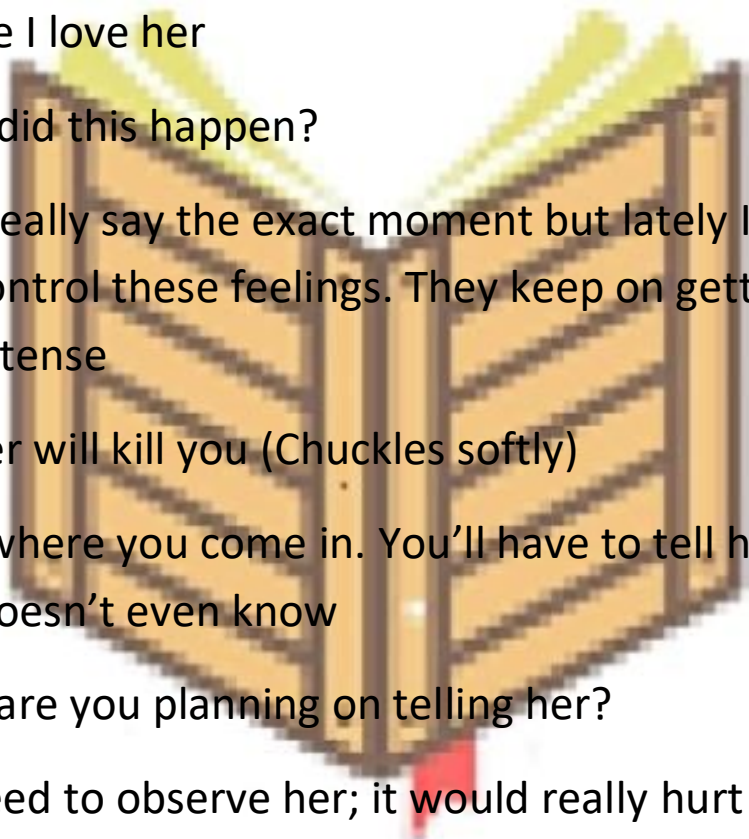 e I love her
did this happen?
eally say the exact moment but lately I
ontrol these feelings. They keep on gett
tense
er will kill you (Chuckles softly)
where you come in. You’ll have to tell h
oesn’t even know
are you planning on telling her?
eed to observe her; it would really hurt